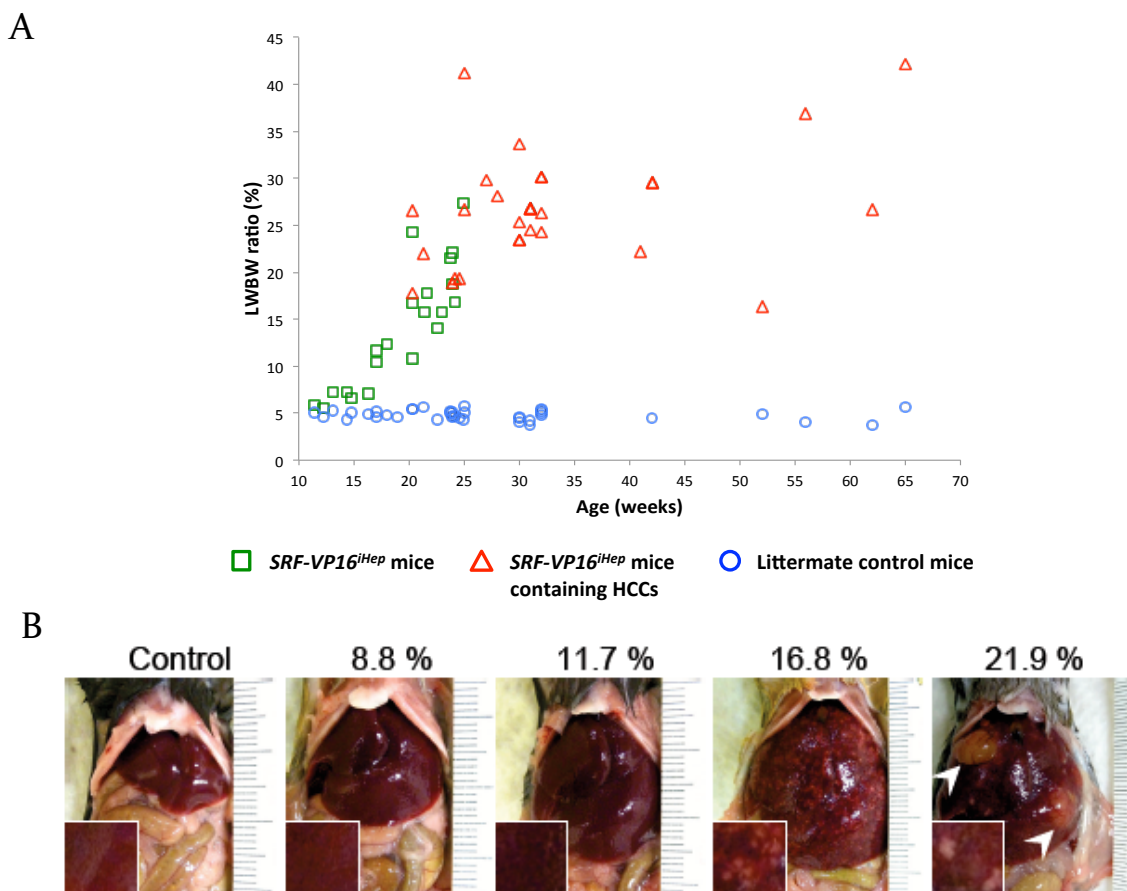 A
45
40
35
30
25
20
15
10
5
0
LWBW ratio (%)
10 15 20 25 30 35 40 45 50 55 60 65 70
Age (weeks)
SRF-VP16iHep mice
SRF-VP16iHep mice
containing HCCs
Littermate control mice
B
Control 8.8 % 11.7 % 16.8 % 21.9 %